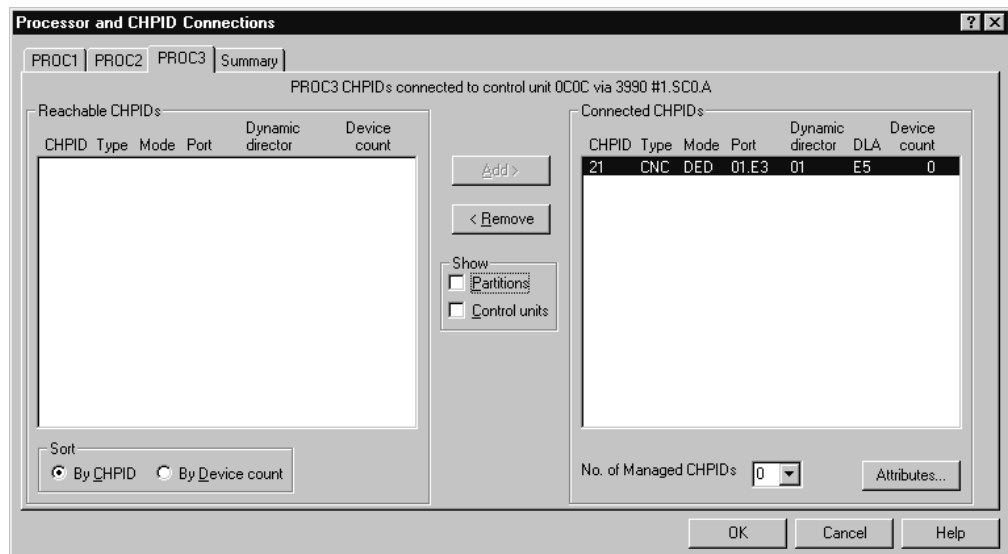 Processor and CHPID Connections
PROC1 PROC2 PROC3 Summary
PROC3 CHPIDs connected to control unit 0C0C via 3990 #1.SC0.A
Reachable CHPIDs
CHPID Type Mode Port Dynamic director Device count
Add >
< Remove
Show
Partitions
Control units
Sort
By CHPID By Device count
Connected CHPIDs
CHPID Type Mode Port Dynamic director DLA Device count
21 CNC DED 01.E3 01 E5 0
No. of Managed CHPIDs 0
Attributes...
OK Cancel Help